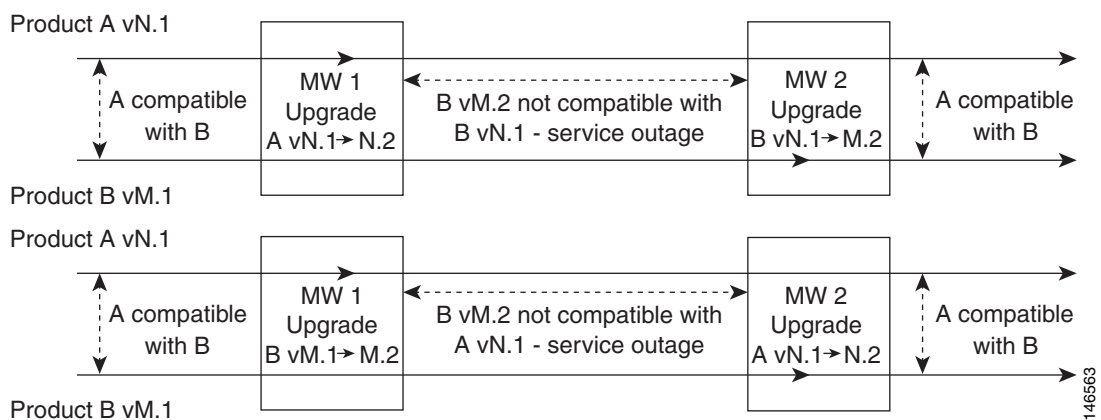 Product A vN.1
A compatible
with B
MW 1
Upgrade
A vN.1→ N.2
B vM.2 not compatible with
B vN.1 - service outage
MW 2
Upgrade
B vN.1→M.2
A compatible
with B
Product B vM.1
Product A vN.1
A compatible
with B
MW 1
Upgrade
B vM.1→ M.2
B vM.2 not compatible with
A vN.1 - service outage
MW 2
Upgrade
A vN.1→N.2
A compatible
with B
Product B vM.1
146563